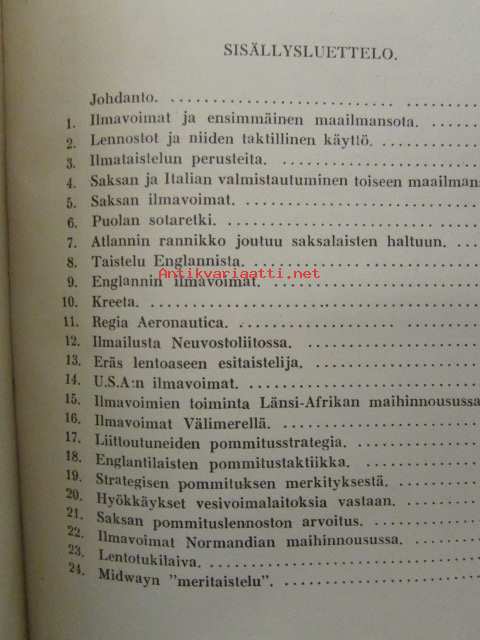 SISÄLLYSLUETTELO.
Johdanto.
1. Ilmavoimat ja ensimmäinen maailmansota.
2. Lennostot ja niiden taktillinen käyttö.
3. Ilmataistelun perusteita.
4. Saksan ja Italian valmistautuminen toiseen maailmans
5. Saksan ilmavoimat.
6. Puolan sotaretki.
7. Atlannin rannikko joutuu saksalaisten haltuun.
8. Taistelu Englannista.
Antikvariaatti.net
9. Englannin ilmavoimat.
10. Kreeta.
11. Regia Aeronautica.
12. Ilmailusta Neuvostoliitossa.
13. Eräs lentoaseen esitaistelija.
14. U.S.A:n ilmavoimat.
15. Ilmavoimien toiminta Länsi-Afrikan maihinnousussa
16. Ilmavoimat Välimerellä.
17. Liittoutuneiden pommitusstrategia.
18. Englantilaisten pommitustaktiikka.
19. Strategisen pommituksen merkityksestä.
20. Hyökkäykset vesivoimalaitoksia vastaan.
21. Saksan pommituslennoston arvoitus.
22. Ilmavoimat Normandian maihinnousussa.
23. Lentotukilaiva.
24. Midwayn "meritaistelu".